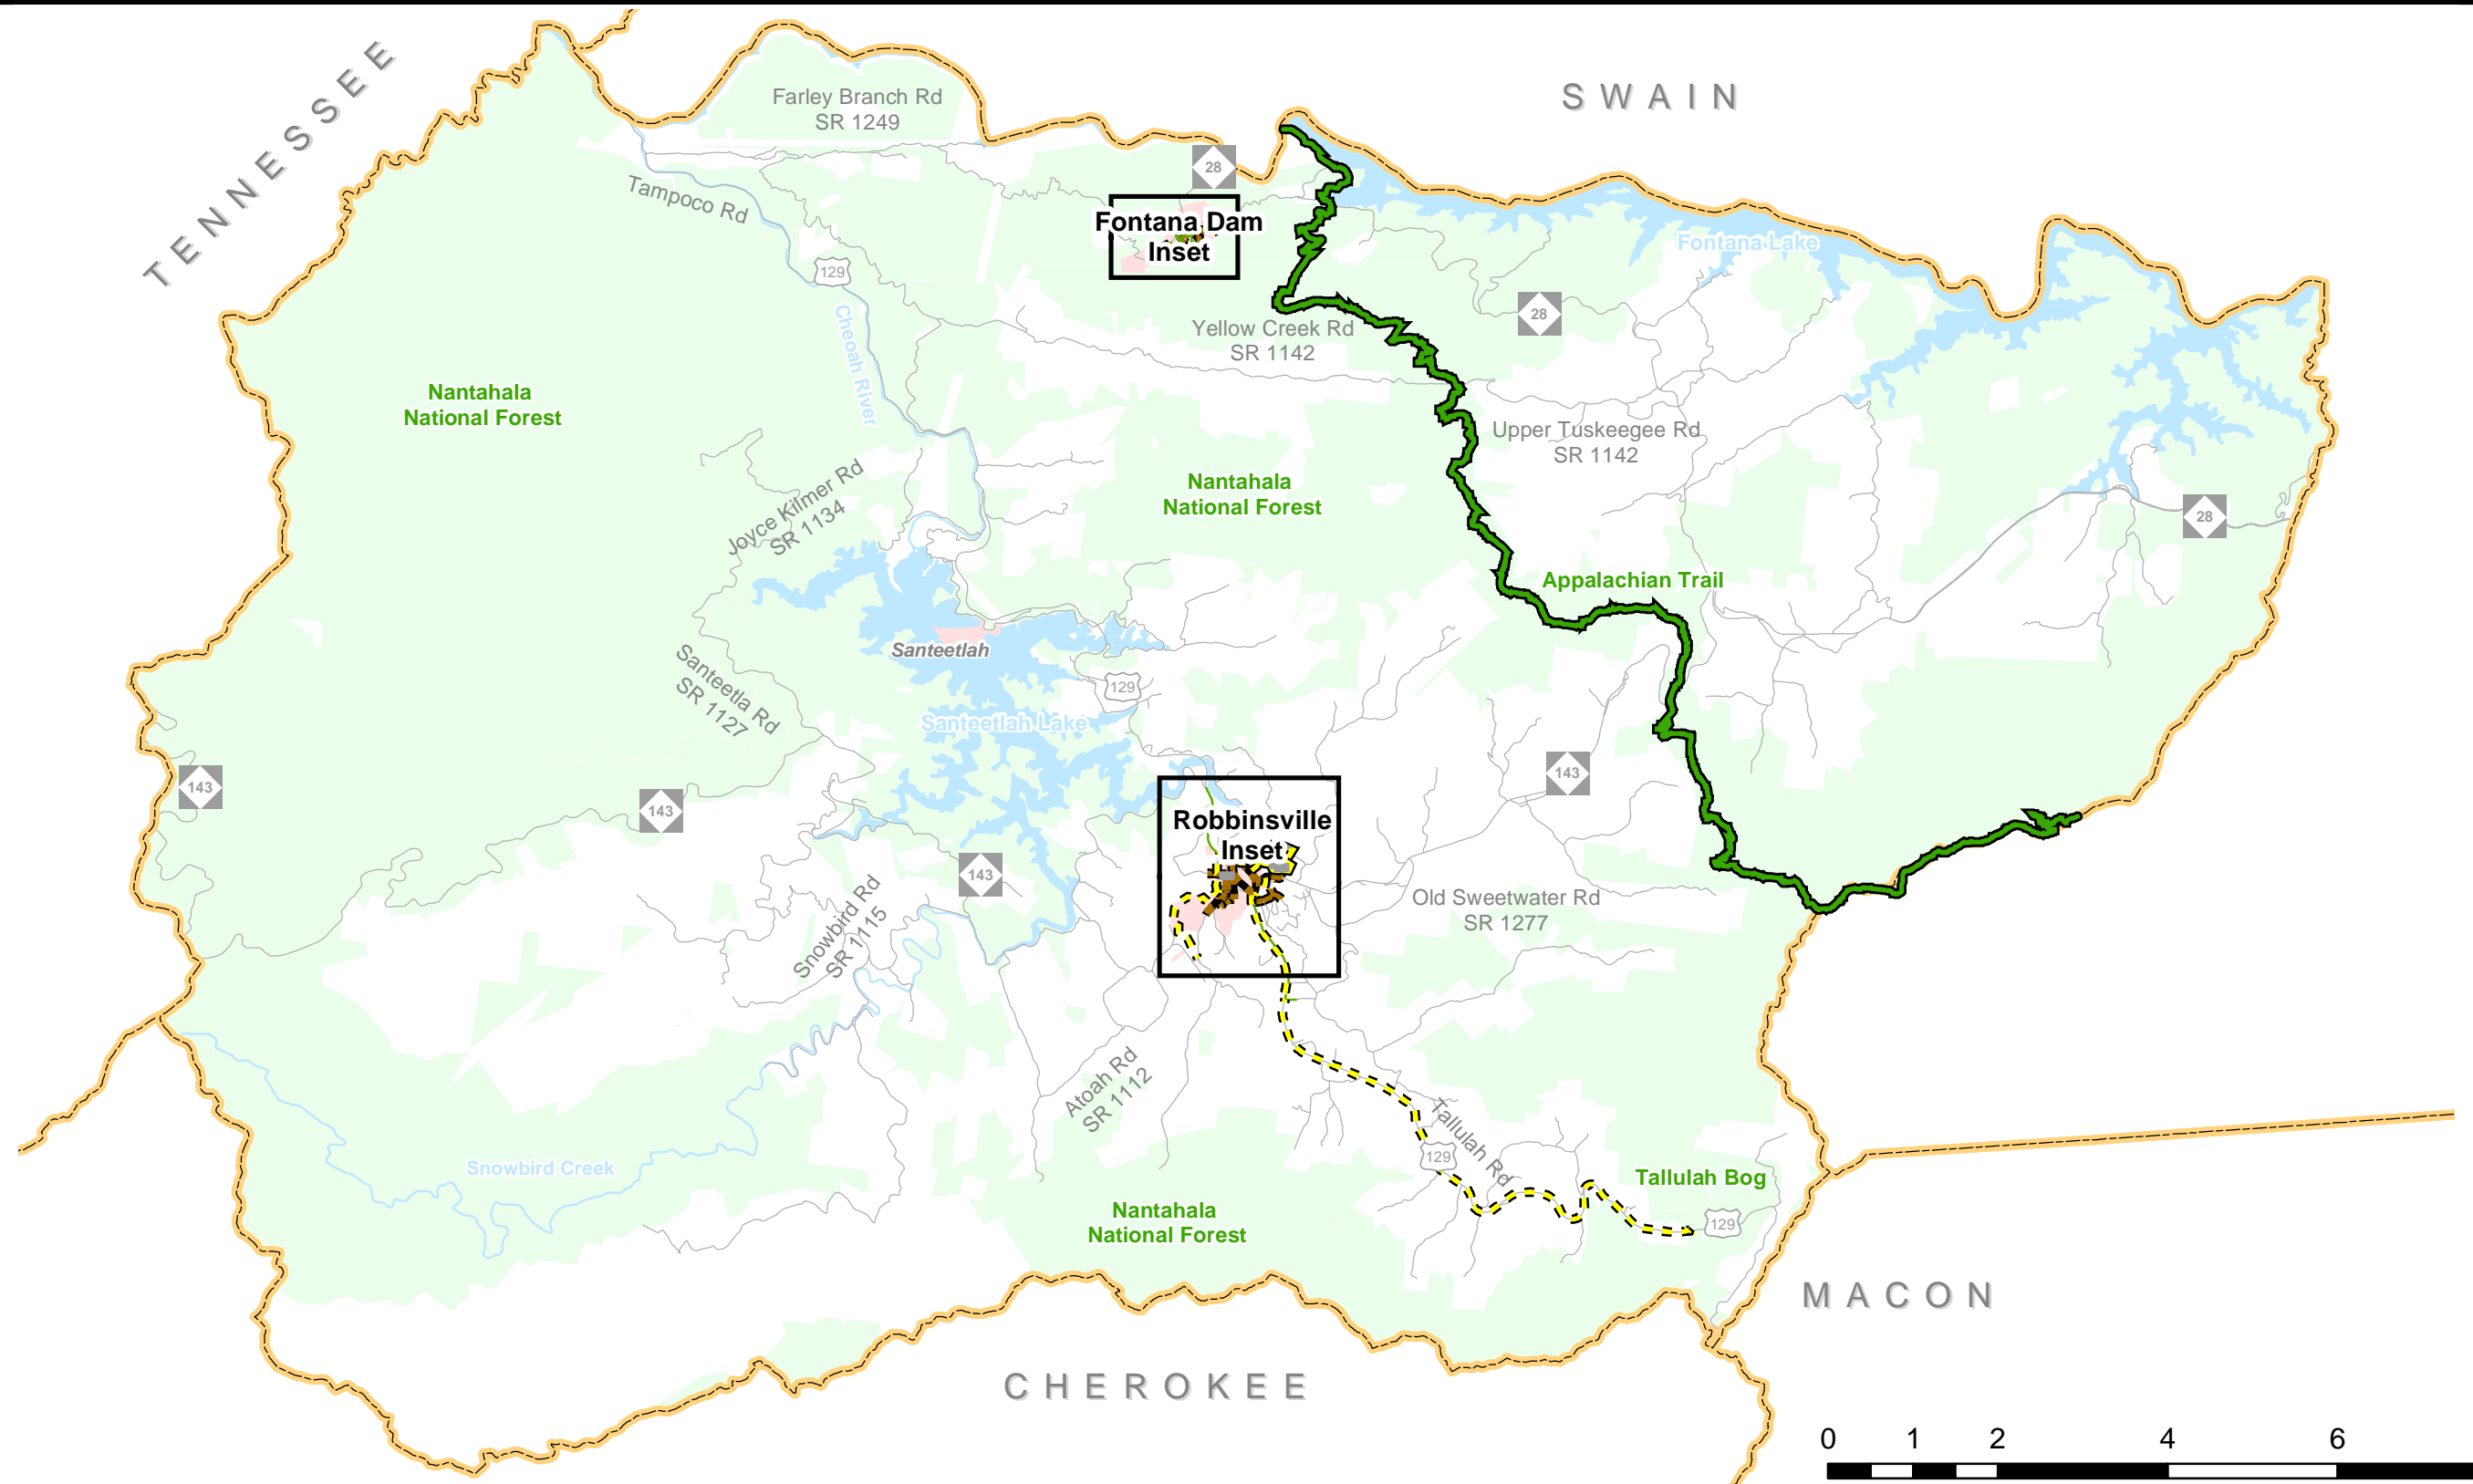 TENNESSEE
SWAIN
Farley Branch Rd
SR 1249
28
Tampoco Rd
Fontana Dam
Inset
Fontana Lake
129
Cheoah River
28
Yellow Creek Rd
SR 1142
Nantahala
National Forest
Upper Tuskeegee Rd
SR 1142
Joyce Kilmer Rd
SR 1134
Nantahala
National Forest
28
Appalachian Trail
Santeetlah
Santeetla Rd
SR 1127
129
Santeetlah Lake
143
143
143
Robbinsville
Inset
143
Snowbird Rd
SR 1115
Old Sweetwater Rd
SR 1277
Atoah Rd
SR 1112
Tallulah Rd
129
Snowbird Creek
Tallulah Bog
Nantahala
National Forest
129
MACON
CHEROKEE
0 1 2 4 6